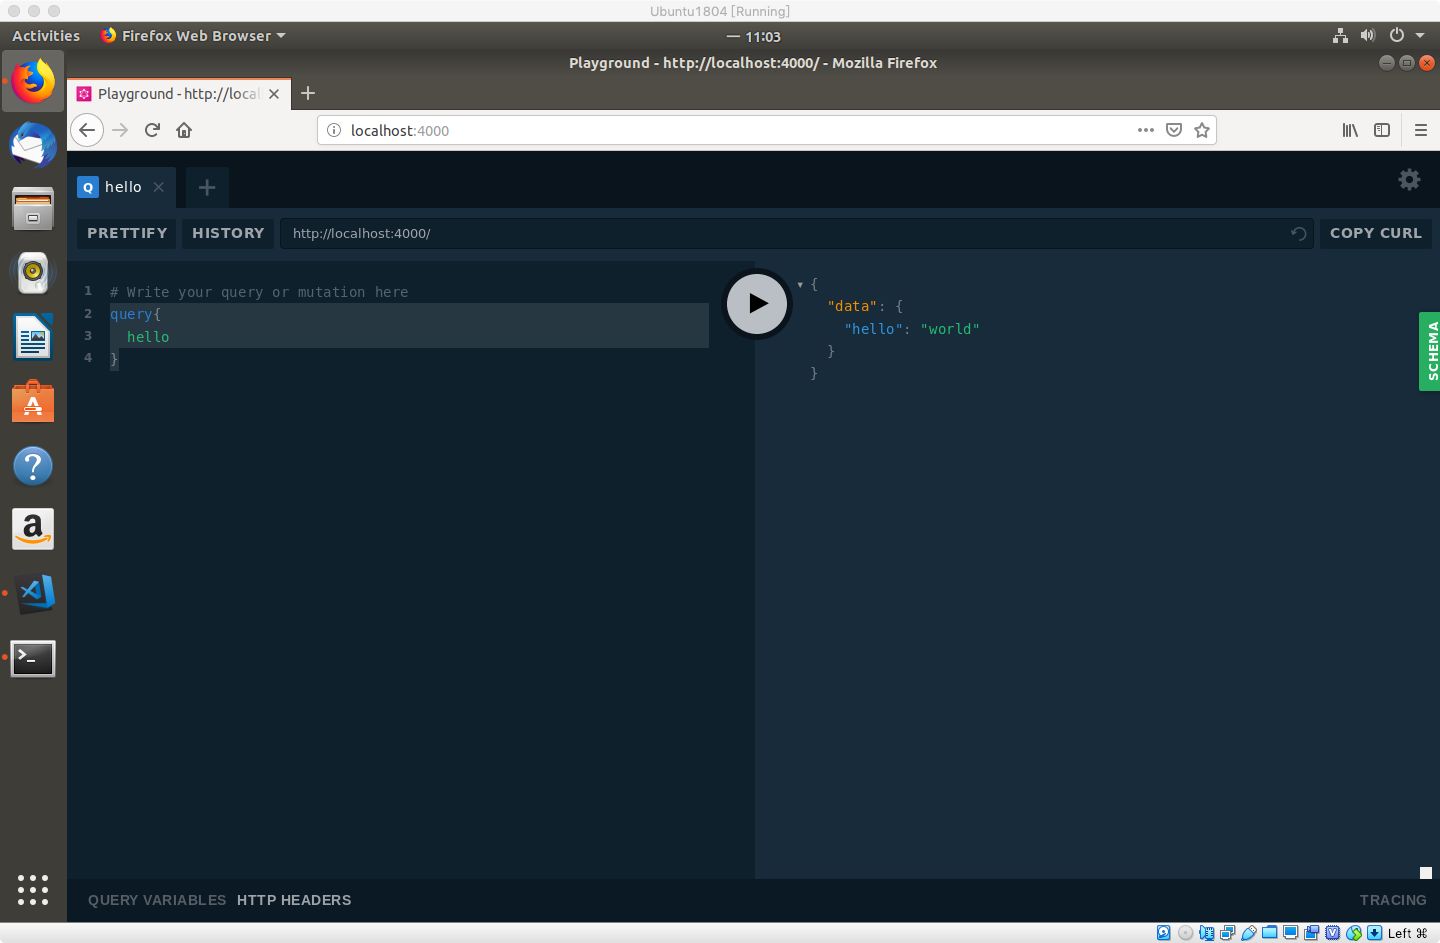 Ubuntu1804 [Running]
Activities Firefox Web Browser — 11:03
Playground - http://localhost:4000/ - Mozilla Firefox
Playground - http://local
localhost:4000
Q hello
PRETTIFY HISTORY http://localhost:4000/ COPY CURL
1 # Write your query or mutation here
2 query{
3 hello
4 }
{
"data": {
"hello": "world"
}
}
SCHEMA
QUERY VARIABLES HTTP HEADERS TRACING
Left ⌘